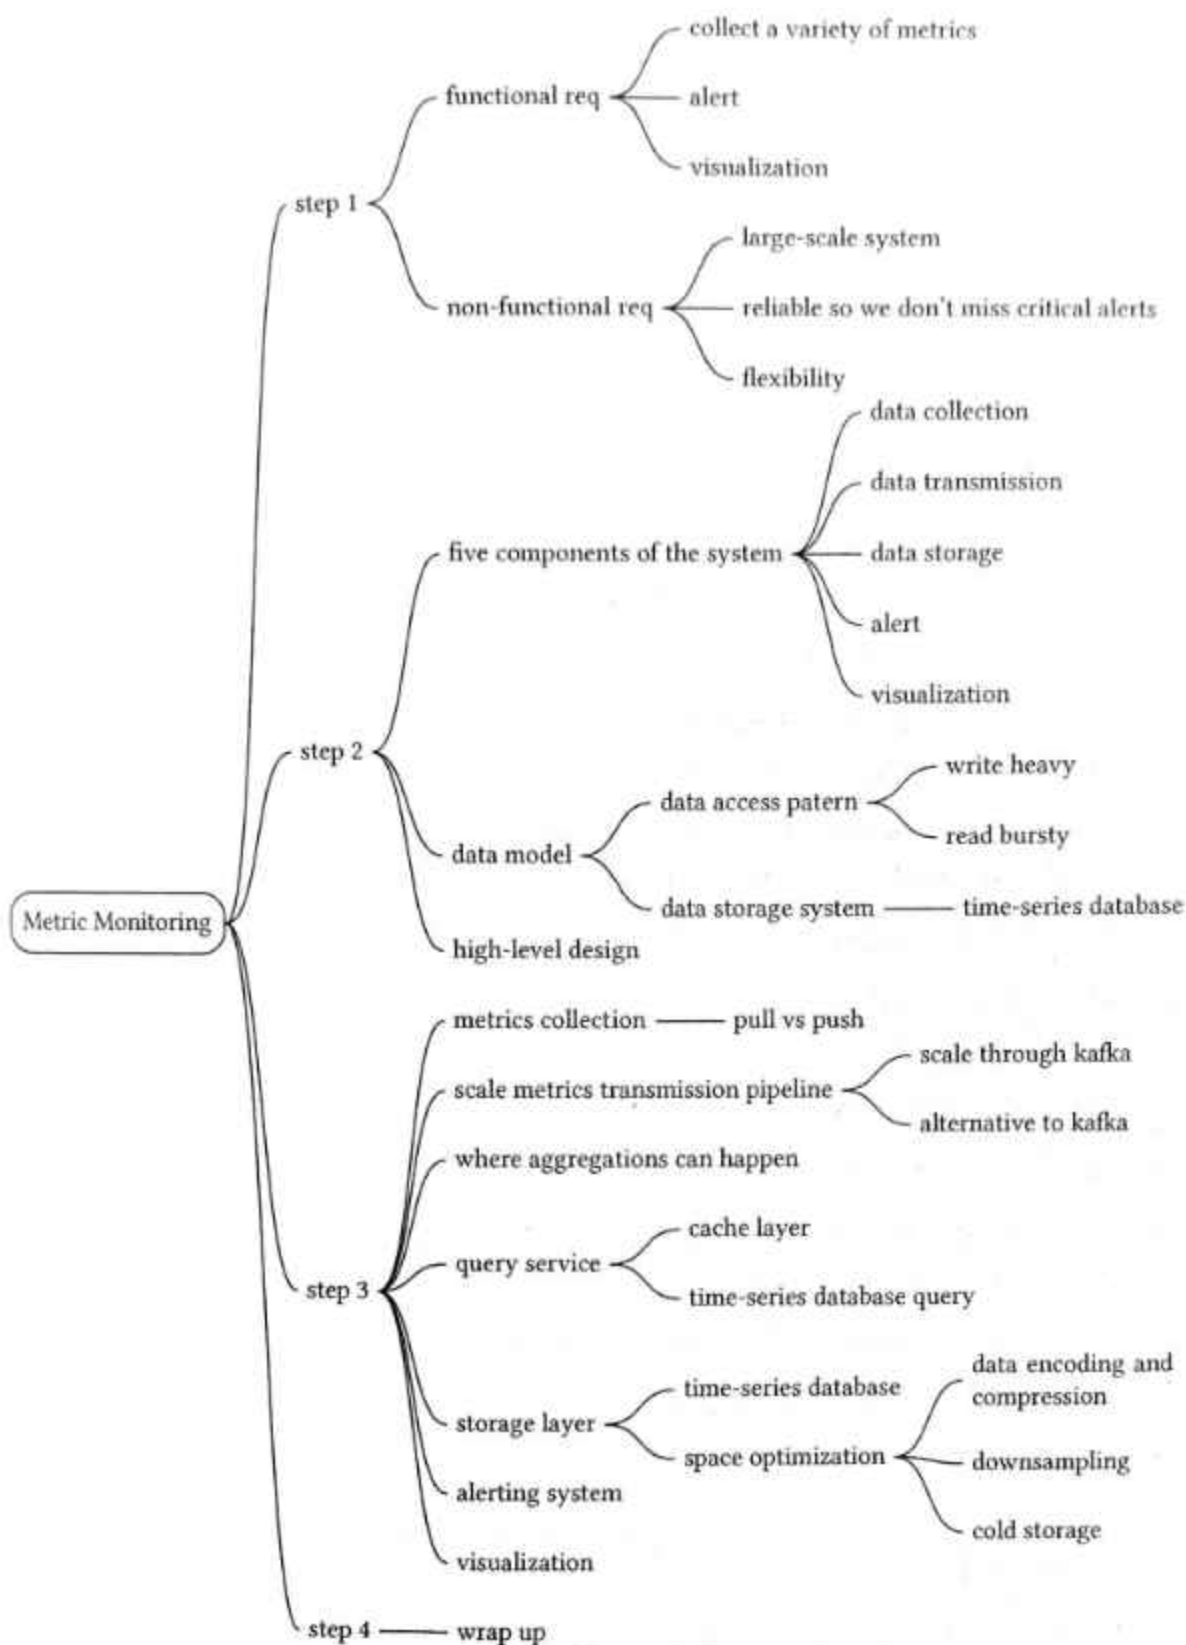 collect a variety of metrics
functional req
alert
visualization
step 1
large-scale system
non-functional req
reliable so we don't miss critical alerts
flexibility
data collection
data transmission
five components of the system
data storage
alert
visualization
step 2
write heavy
data access patern
read bursty
data model
data storage system
time-series database
Metric Monitoring
high-level design
metrics collection
pull vs push
scale through kafka
scale metrics transmission pipeline
alternative to kafka
where aggregations can happen
cache layer
query service
step 3
time-series database query
data encoding and
compression
time-series database
storage layer
space optimization
downsampling
alerting system
cold storage
visualization
step 4
wrap up